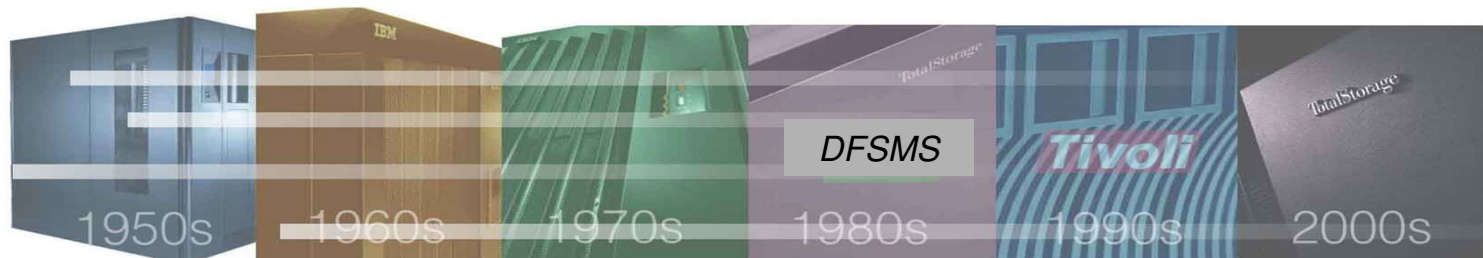 IBM
TotalStorage
TotalStorage
DFSMS
Tivoli
1950s 1960s 1970s 1980s 1990s 2000s